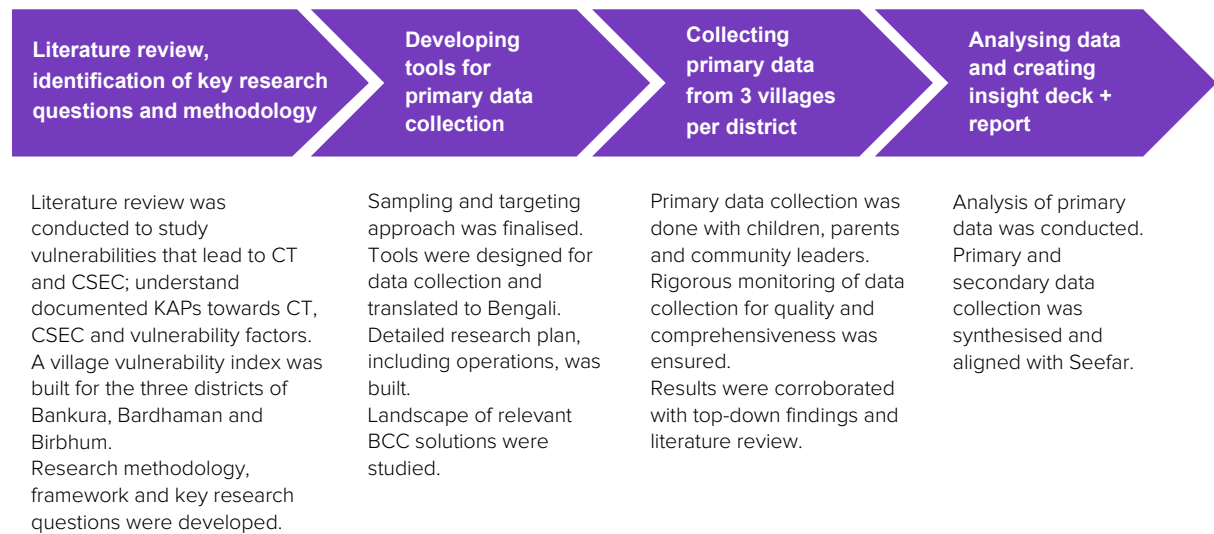 Literature review,
identification of key research
questions and methodology
Developing
tools for
primary data
collection
Collecting
primary data
from 3 villages
per district
Analysing data
and creating
insight deck +
report
Literature review was
conducted to study
vulnerabilities that lead to CT
and CSEC; understand
documented KAPs towards CT,
CSEC and vulnerability factors.
A village vulnerability index was
built for the three districts of
Bankura, Bardhaman and
Birbhum.
Research methodology,
framework and key research
questions were developed.
Sampling and targeting
approach was finalised.
Tools were designed for
data collection and
translated to Bengali.
Detailed research plan,
including operations, was
built.
Landscape of relevant
BCC solutions were
studied.
Primary data collection was
done with children, parents
and community leaders.
Rigorous monitoring of data
collection for quality and
comprehensiveness was
ensured.
Results were corroborated
with top-down findings and
literature review.
Analysis of primary
data was conducted.
Primary and
secondary data
collection was
synthesised and
aligned with Seefar.